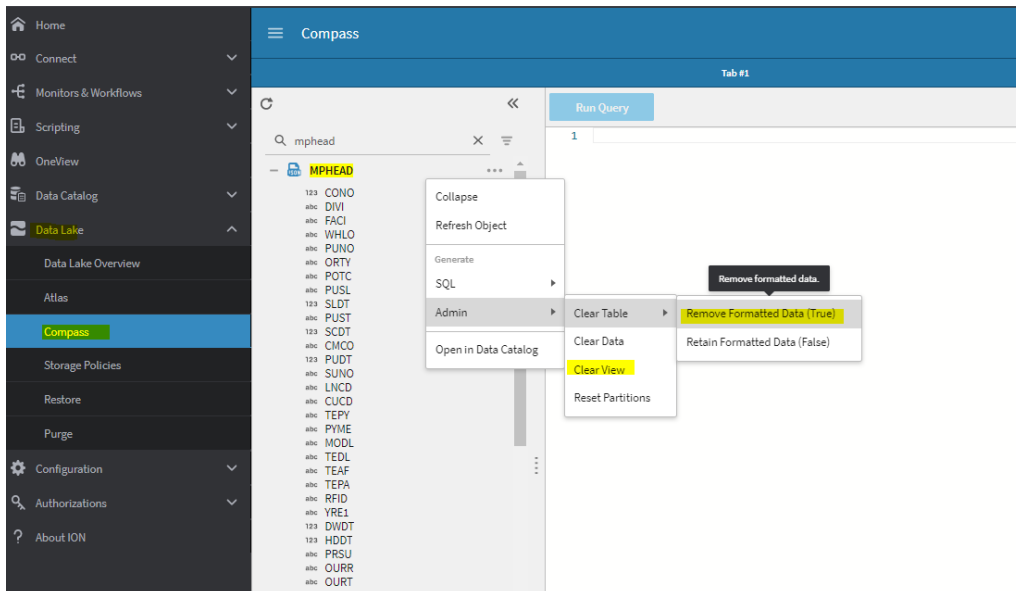 Home
Connect
Monitors & Workflows
Scripting
OneView
Data Catalog
Data Lake
Data Lake Overview
Atlas
Compass
Storage Policies
Restore
Purge
Configuration
Authorizations
? About ION
Compass
Tab #1
mphead
JSON MPHEAD
123 CONO
abc DIVI
abc FACI
abc WHLO
abc PUNO
abc ORTY
abc POTC
abc PUSL
123 SLDT
abc PUST
123 SCDT
abc CMCO
123 PUDT
abc SUNO
abc LNCD
abc CUCD
abc TEPY
abc PYME
abc MODL
abc TEDL
abc TEAF
abc TEPA
abc RFID
abc YRE1
123 DWDT
123 HDDT
abc PRSU
abc OURR
abc OURT
Run Query
1
Collapse
Refresh Object
Generate
SQL
Admin
Open in Data Catalog
Clear Table
Clear Data
Clear View
Reset Partitions
Remove formatted data.
Remove Formatted Data (True)
Retain Formatted Data (False)